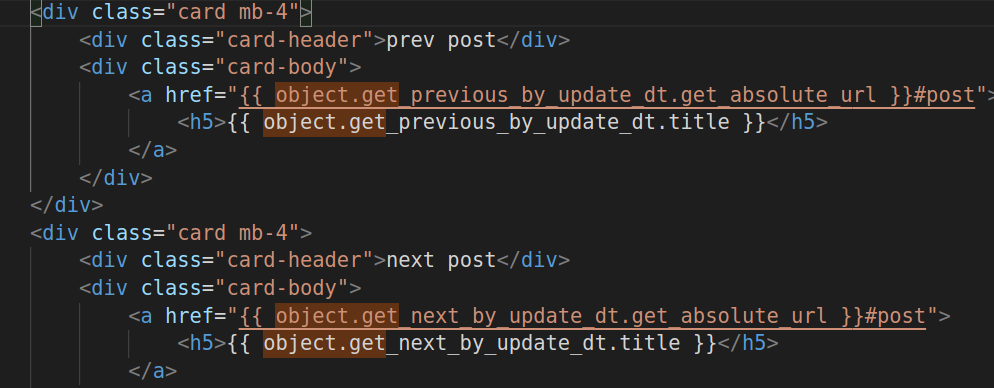 <div class="card mb-4">
<div class="card-header">prev post</div>
<div class="card-body">
<a href="{{ object.get_previous_by_update_dt.get_absolute_url }}#post">
<h5>{{ object.get_previous_by_update_dt.title }}</h5>
</a>
</div>
</div>
<div class="card mb-4">
<div class="card-header">next post</div>
<div class="card-body">
<a href="{{ object.get_next_by_update_dt.get_absolute_url }}#post">
<h5>{{ object.get_next_by_update_dt.title }}</h5>
</a>